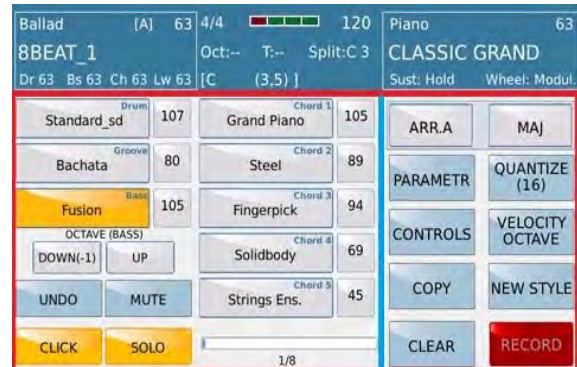 Ballad [A] 63
8BEAT_1
Dr 63 Bs 63 Ch 63 Lw 63
4/4 120
Oct:-- T:-- Split:C 3
[C (3,5) ]
Piano 63
CLASSIC GRAND
Sust: Hold Wheel: Modul.
Drum
Standard_sd 107
Groove
Bachata 80
Bass
Fusion 105
OCTAVE (BASS)
DOWN(-1) UP
UNDO MUTE
CLICK SOLO
Chord 1
Grand Piano 105
Chord 2
Steel 89
Chord 3
Fingerpick 94
Chord 4
Solidbody 69
Chord 5
Strings Ens. 45
1/8
ARR.A MAJ
PARAMETR QUANTIZE
(16)
CONTROLS VELOCITY
OCTAVE
COPY NEW STYLE
CLEAR RECORD